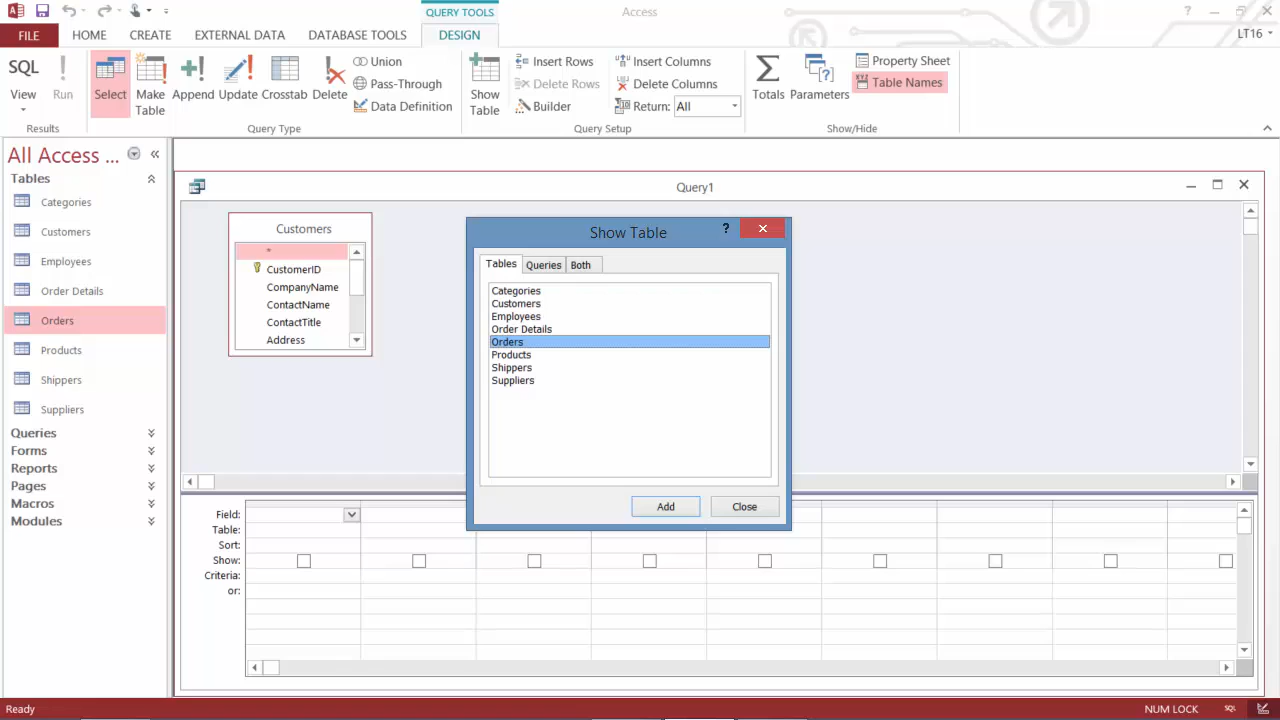 QUERY TOOLS
Access
?
FILE
HOME
CREATE
EXTERNAL DATA
DATABASE TOOLS
DESIGN
LT16
SQL
View
Run
Results
Select
Make Table
Append
Update
Crosstab
Delete
Union
Pass-Through
Data Definition
Query Type
Show Table
Insert Rows
Delete Rows
Builder
Insert Columns
Delete Columns
Return: All
Query Setup
Totals
Parameters
Property Sheet
Table Names
Show/Hide
All Access ...
Tables
Categories
Customers
Employees
Order Details
Orders
Products
Shippers
Suppliers
Queries
Forms
Reports
Pages
Macros
Modules
Query1
Customers
*
CustomerID
CompanyName
ContactName
ContactTitle
Address
Show Table
?
Tables
Queries
Both
Categories
Customers
Employees
Order Details
Orders
Products
Shippers
Suppliers
Add
Close
Field:
Table:
Sort:
Show:
Criteria:
or:
Ready
NUM LOCK
SQL